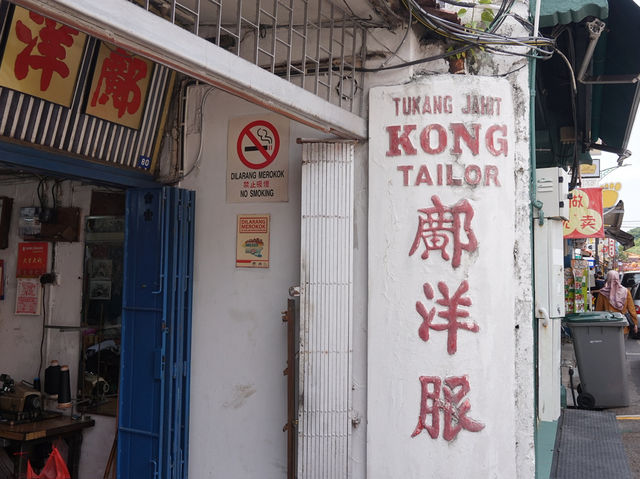 洋
鄺
80
DILARANG MEROKOK
禁止吸煙
NO SMOKING
DILARANG
MEROKOK
TUKANG JAHIT
KONG
TAILOR
鄺
洋
服